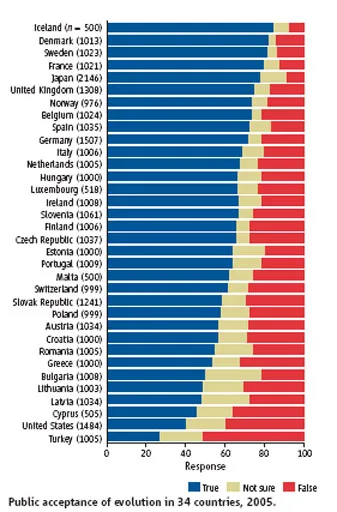 Iceland (n = 500)
Denmark (1013)
Sweden (1023)
France (1021)
Japan (2146)
United Kingdom (1308)
Norway (976)
Belgium (1024)
Spain (1035)
Germany (1507)
Italy (1006)
Netherlands (1005)
Hungary (1000)
Luxembourg (518)
Ireland (1008)
Slovenia (1061)
Finland (1006)
Czech Republic (1037)
Estonia (1000)
Portugal (1009)
Malta (500)
Switzerland (999)
Slovak Republic (1241)
Poland (999)
Austria (1034)
Croatia (1000)
Romania (1005)
Greece (1000)
Bulgaria (1008)
Lithuania (1003)
Latvia (1034)
Cyprus (505)
United States (1484)
Turkey (1005)
0 20 40 60 80 100
Response
True Not sure False
Public acceptance of evolution in 34 countries, 2005.